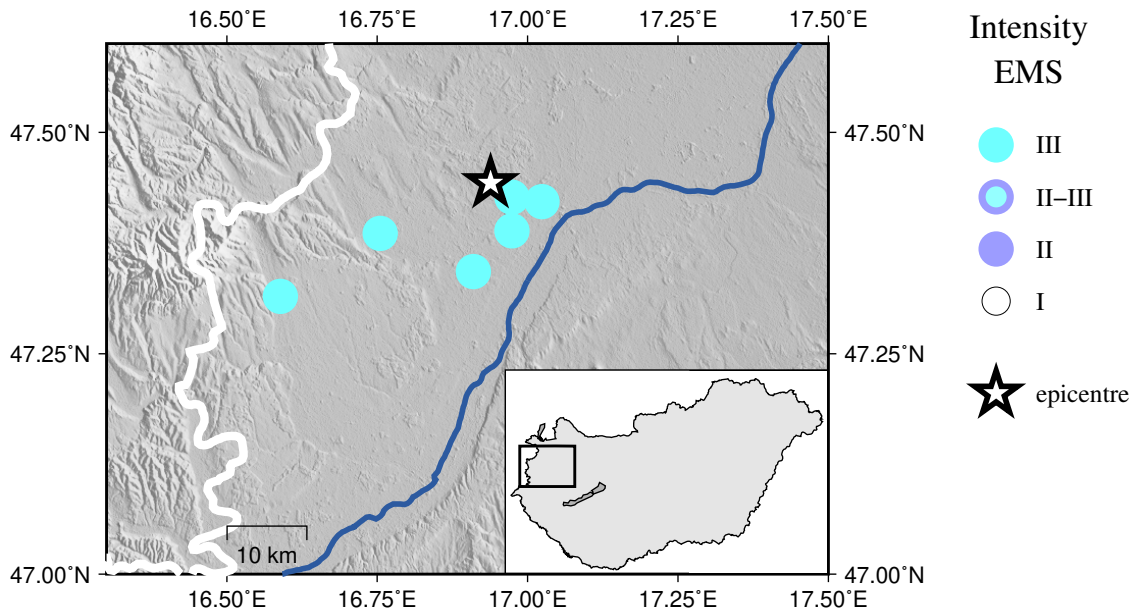 16.50°E 16.75°E 17.00°E 17.25°E 17.50°E
Intensity
EMS
47.50°N 47.50°N
III
II–III
II
I
47.25°N 47.25°N
epicentre
10 km
47.00°N 47.00°N
16.50°E 16.75°E 17.00°E 17.25°E 17.50°E